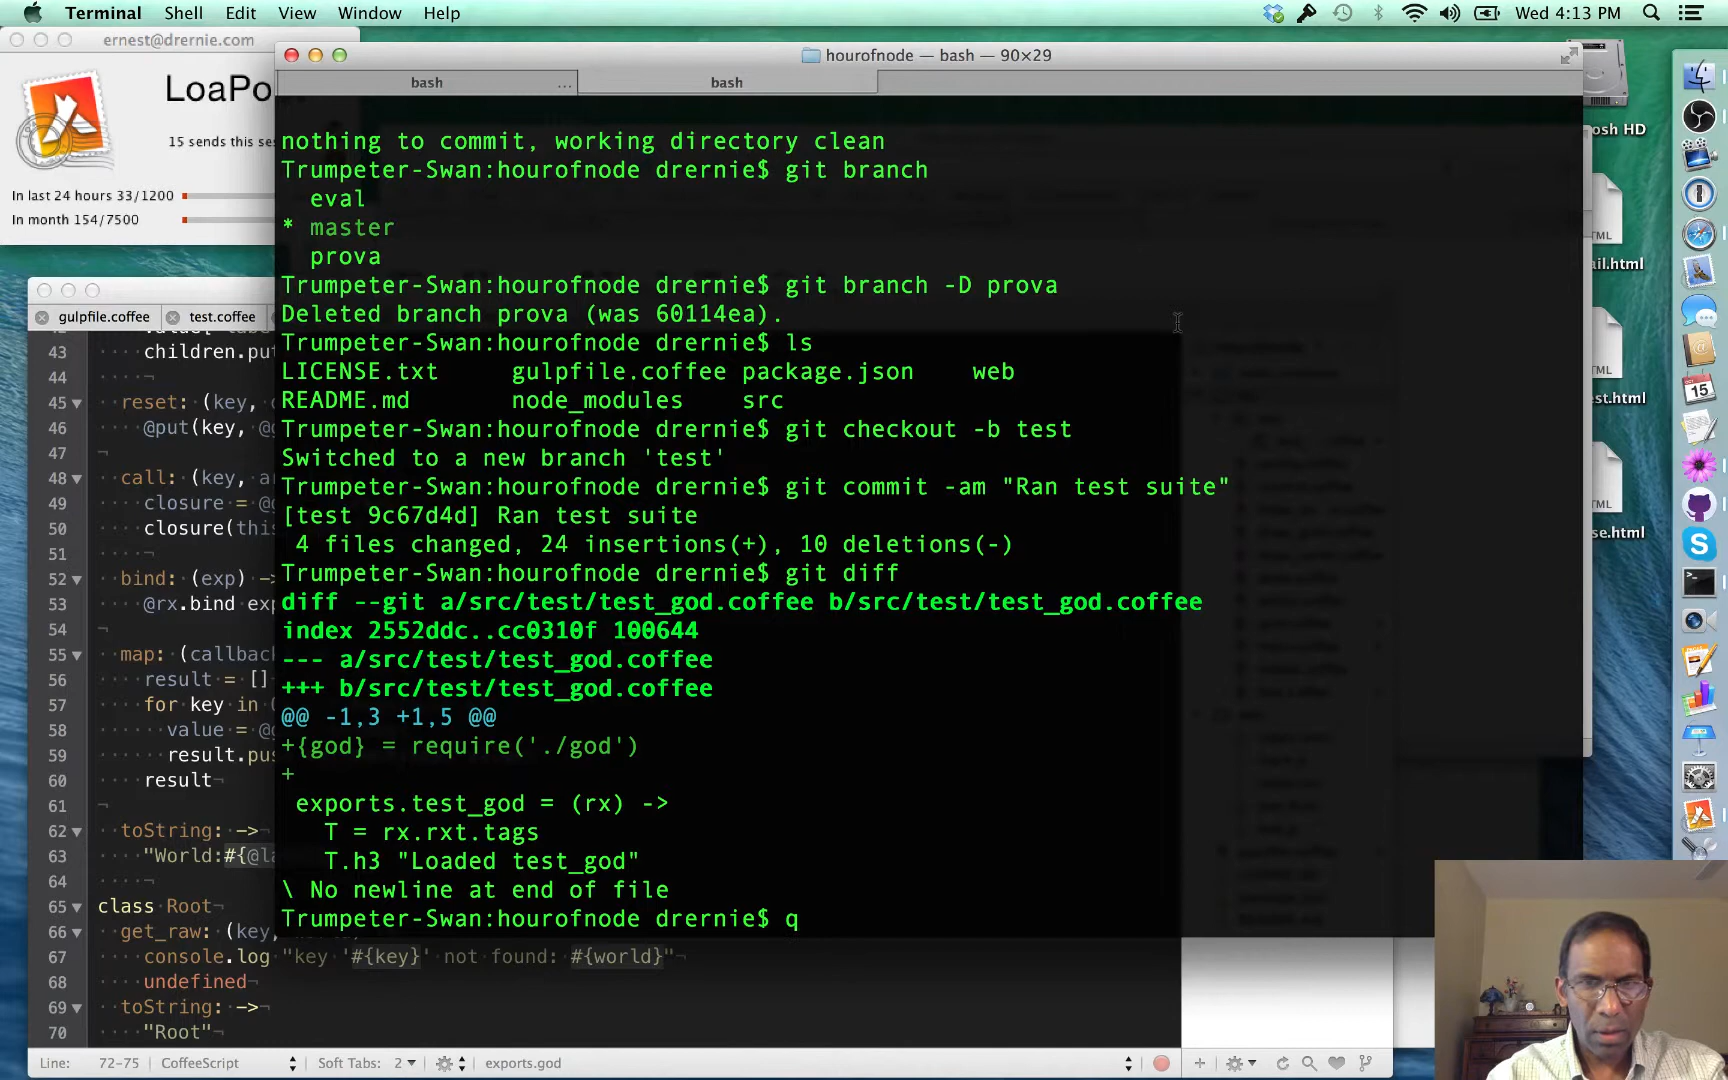 Terminal Shell Edit View Window Help
Wed 4:13 PM
ernest@drernie.com
LoaPo
15 sends this ses
In last 24 hours 33/1200
In month 154/7500
hourofnode — bash — 90×29
bash ... bash
nothing to commit, working directory clean
Trumpeter-Swan:hourofnode drernie$ git branch
eval
* master
prova
Trumpeter-Swan:hourofnode drernie$ git branch -D prova
Deleted branch prova (was 60114ea).
Trumpeter-Swan:hourofnode drernie$ ls
LICENSE.txt gulpfile.coffee package.json web
README.md node_modules src
Trumpeter-Swan:hourofnode drernie$ git checkout -b test
Switched to a new branch 'test'
Trumpeter-Swan:hourofnode drernie$ git commit -am "Ran test suite"
[test 9c67d4d] Ran test suite
4 files changed, 24 insertions(+), 10 deletions(-)
Trumpeter-Swan:hourofnode drernie$ git diff
diff --git a/src/test/test_god.coffee b/src/test/test_god.coffee
index 2552ddc..cc0310f 100644
--- a/src/test/test_god.coffee
+++ b/src/test/test_god.coffee
@@ -1,3 +1,5 @@
+{god} = require('./god')
+
exports.test_god = (rx) ->
T = rx.rxt.tags
T.h3 "Loaded test_god"
\ No newline at end of file
Trumpeter-Swan:hourofnode drernie$ q
gulpfile.coffee test.coffee
43 children.put
44
45 reset: (key,
46 @put(key, @g
47
48 call: (key, ar
49 closure = @g
50 closure(this
51
52 bind: (exp) -
53 @rx.bind exp
54
55 map: (callback
56 result = []
57 for key in
58 value = @g
59 result.pus
60 result
61
62 toString: ->
63 "World:#{@la
64
65 class Root
66 get_raw: (key,
67 console.log "key '#{key}' not found: #{world}"
68 undefined
69 toString: ->
70 "Root"
Line: 72-75 CoffeeScript Soft Tabs: 2 exports.god
osh HD
TML
ail.html
TML
st.html
TML
se.html
15